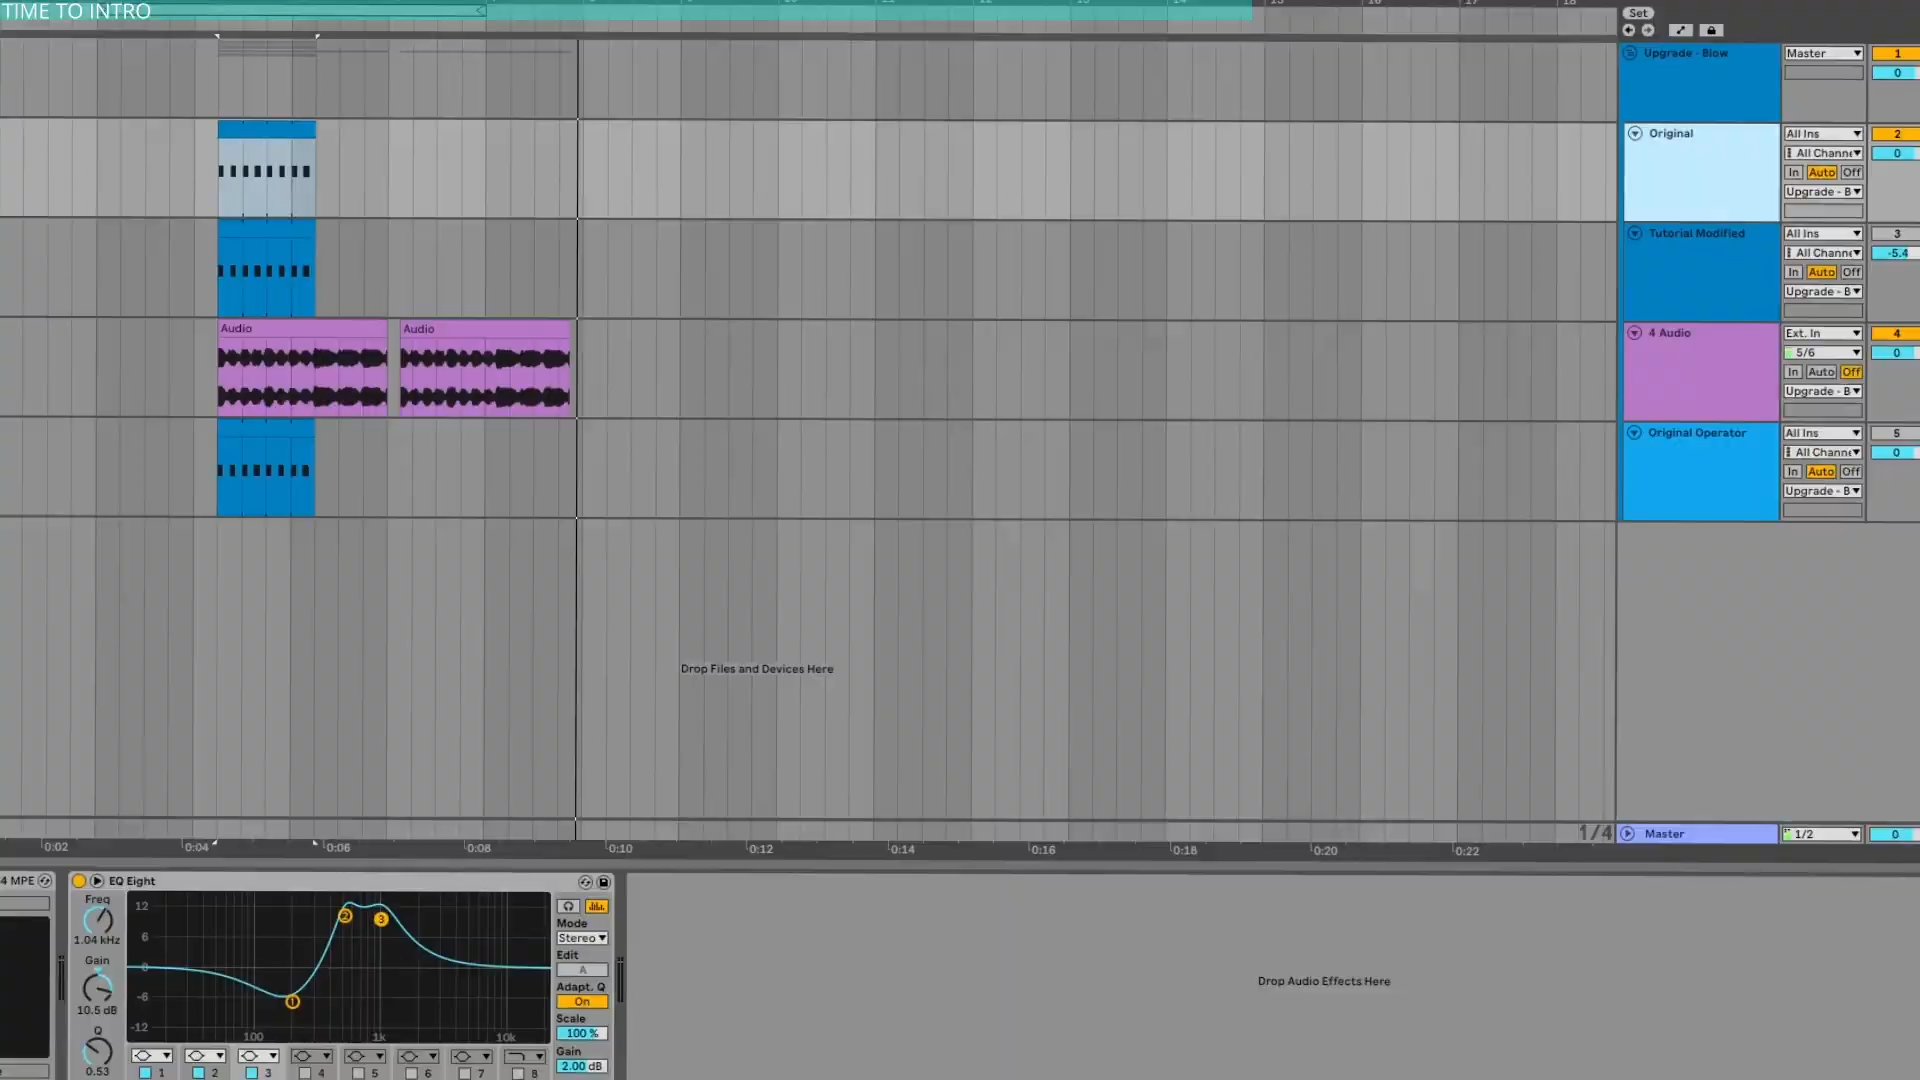 TIME TO INTRO
Set
Upgrade - Blow
Master
1
0
Original
All Ins
2
All Channe
0
In Auto Off
Upgrade - B
Tutorial Modified
All Ins
3
All Channe
-5.4
In Auto Off
Upgrade - B
Audio
Audio
4 Audio
Ext. In
4
5/6
0
In Auto Off
Upgrade - B
Original Operator
All Ins
5
All Channe
0
In Auto Off
Upgrade - B
Drop Files and Devices Here
1/4
Master
1/2
0
0:02
0:04
0:06
0:08
0:10
0:12
0:14
0:16
0:18
0:20
0:22
4 MPE
EQ Eight
Freq
1.04 kHz
Gain
10.5 dB
Q
0.53
12
6
0
-6
-12
100
1k
10k
1
2
3
Mode
Stereo
Edit
A
Adapt. Q
On
Scale
100 %
Gain
2.00 dB
1 2 3 4 5 6 7 8
Drop Audio Effects Here